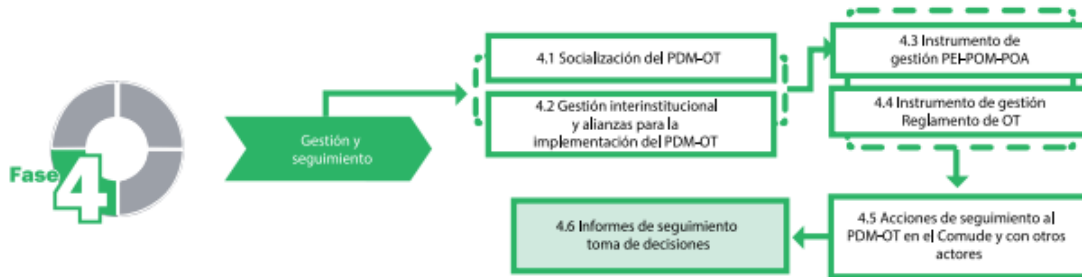 Fase 4
Gestión y
seguimiento
4.1 Socialización del PDM-OT
4.2 Gestión interinstitucional
y alianzas para la
implementación del PDM-OT
4.3 Instrumento de
gestión PEI-POM-POA
4.4 Instrumento de gestión
Reglamento de OT
4.5 Acciones de seguimiento al
PDM-OT en el Comude y con otros
actores
4.6 Informes de seguimiento
toma de decisiones